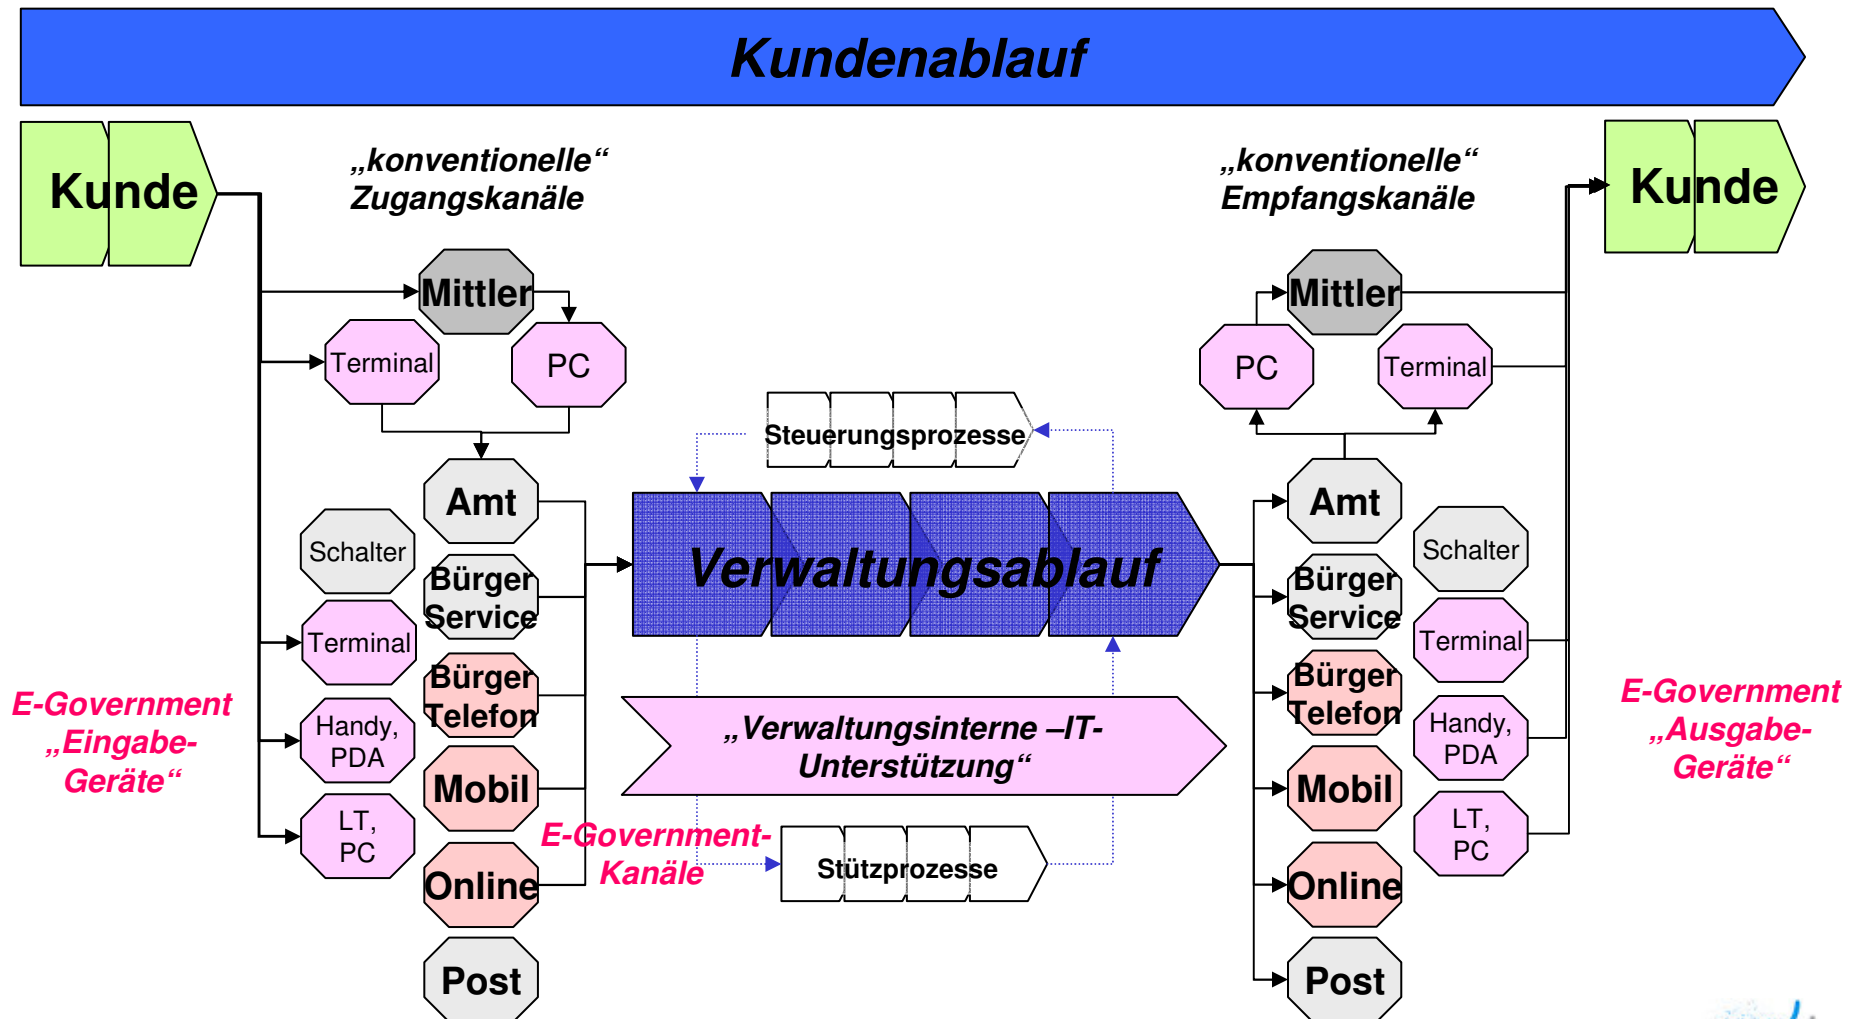 Kundenablauf
Kunde
„konventionelle“
Zugangskanäle
„konventionelle“
Empfangskanäle
Kunde
Mittler
Terminal
PC
Mittler
PC
Terminal
Steuerungsprozesse
Amt
Schalter
Bürger
Service
Terminal
Bürger
Telefon
Handy,
PDA
Mobil
LT,
PC
Online
Post
E-Government
„Eingabe-
Geräte“
Verwaltungsablauf
„Verwaltungsinterne –IT-
Unterstützung“
E-Government-
Kanäle
Stützprozesse
Amt
Schalter
Bürger
Service
Terminal
Bürger
Telefon
Handy,
PDA
Mobil
LT,
PC
Online
Post
E-Government
„Ausgabe-
Geräte“